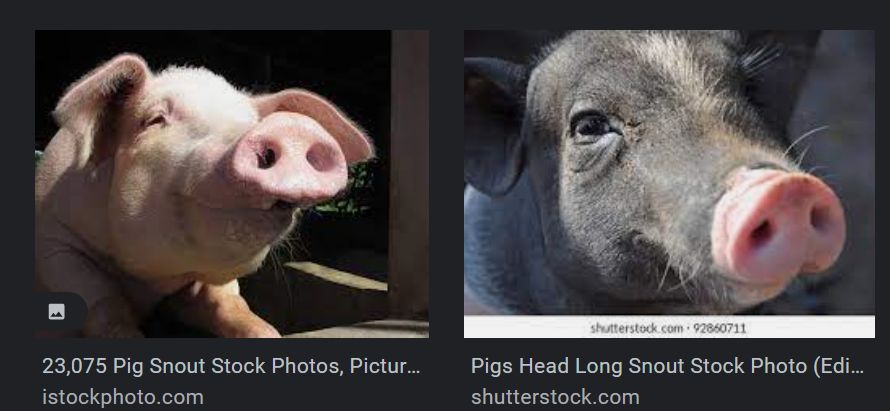 shutterstock.com · 92860711
23,075 Pig Snout Stock Photos, Pictur...
Pigs Head Long Snout Stock Photo (Edi...
istockphoto.com
shutterstock.com